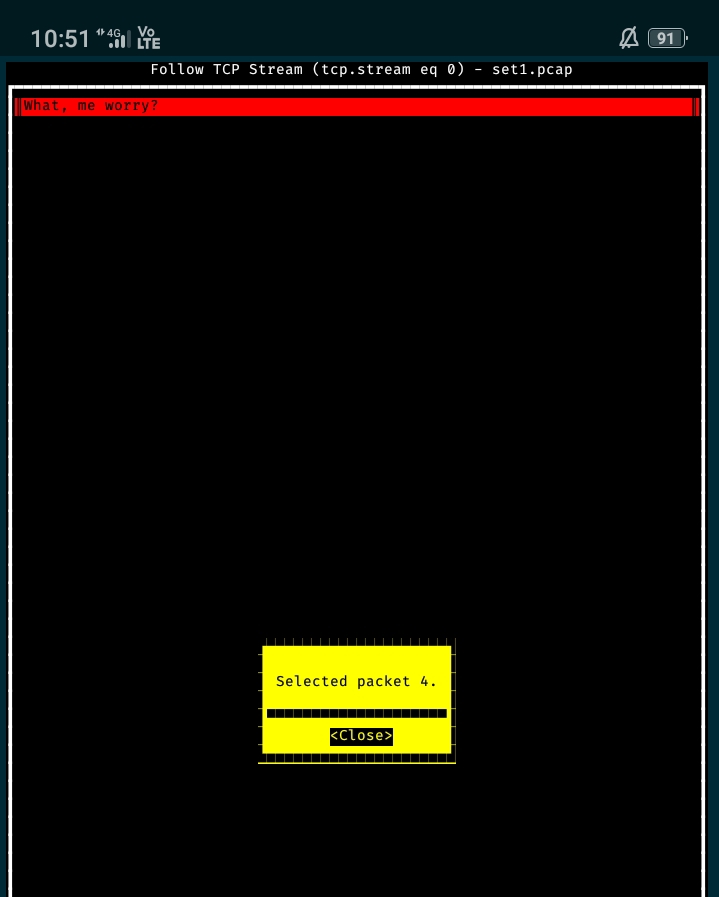 10:51 4G Vo LTE 91
Follow TCP Stream (tcp.stream eq 0) - set1.pcap
What, me worry?
Selected packet 4.
<Close>